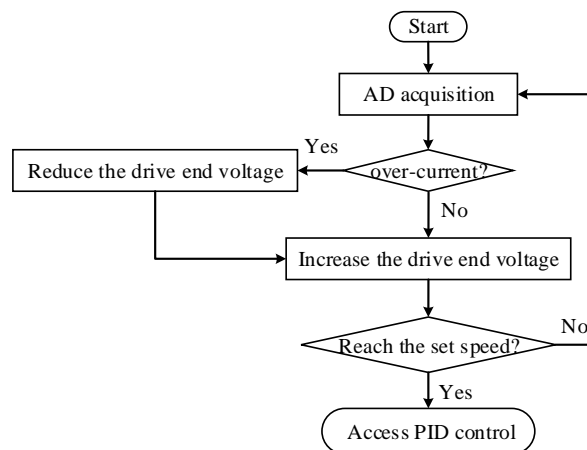 Start
AD acquisition
Yes
Reduce the drive end voltage
over-current?
No
Increase the drive end voltage
Reach the set speed?
No
Yes
Access PID control